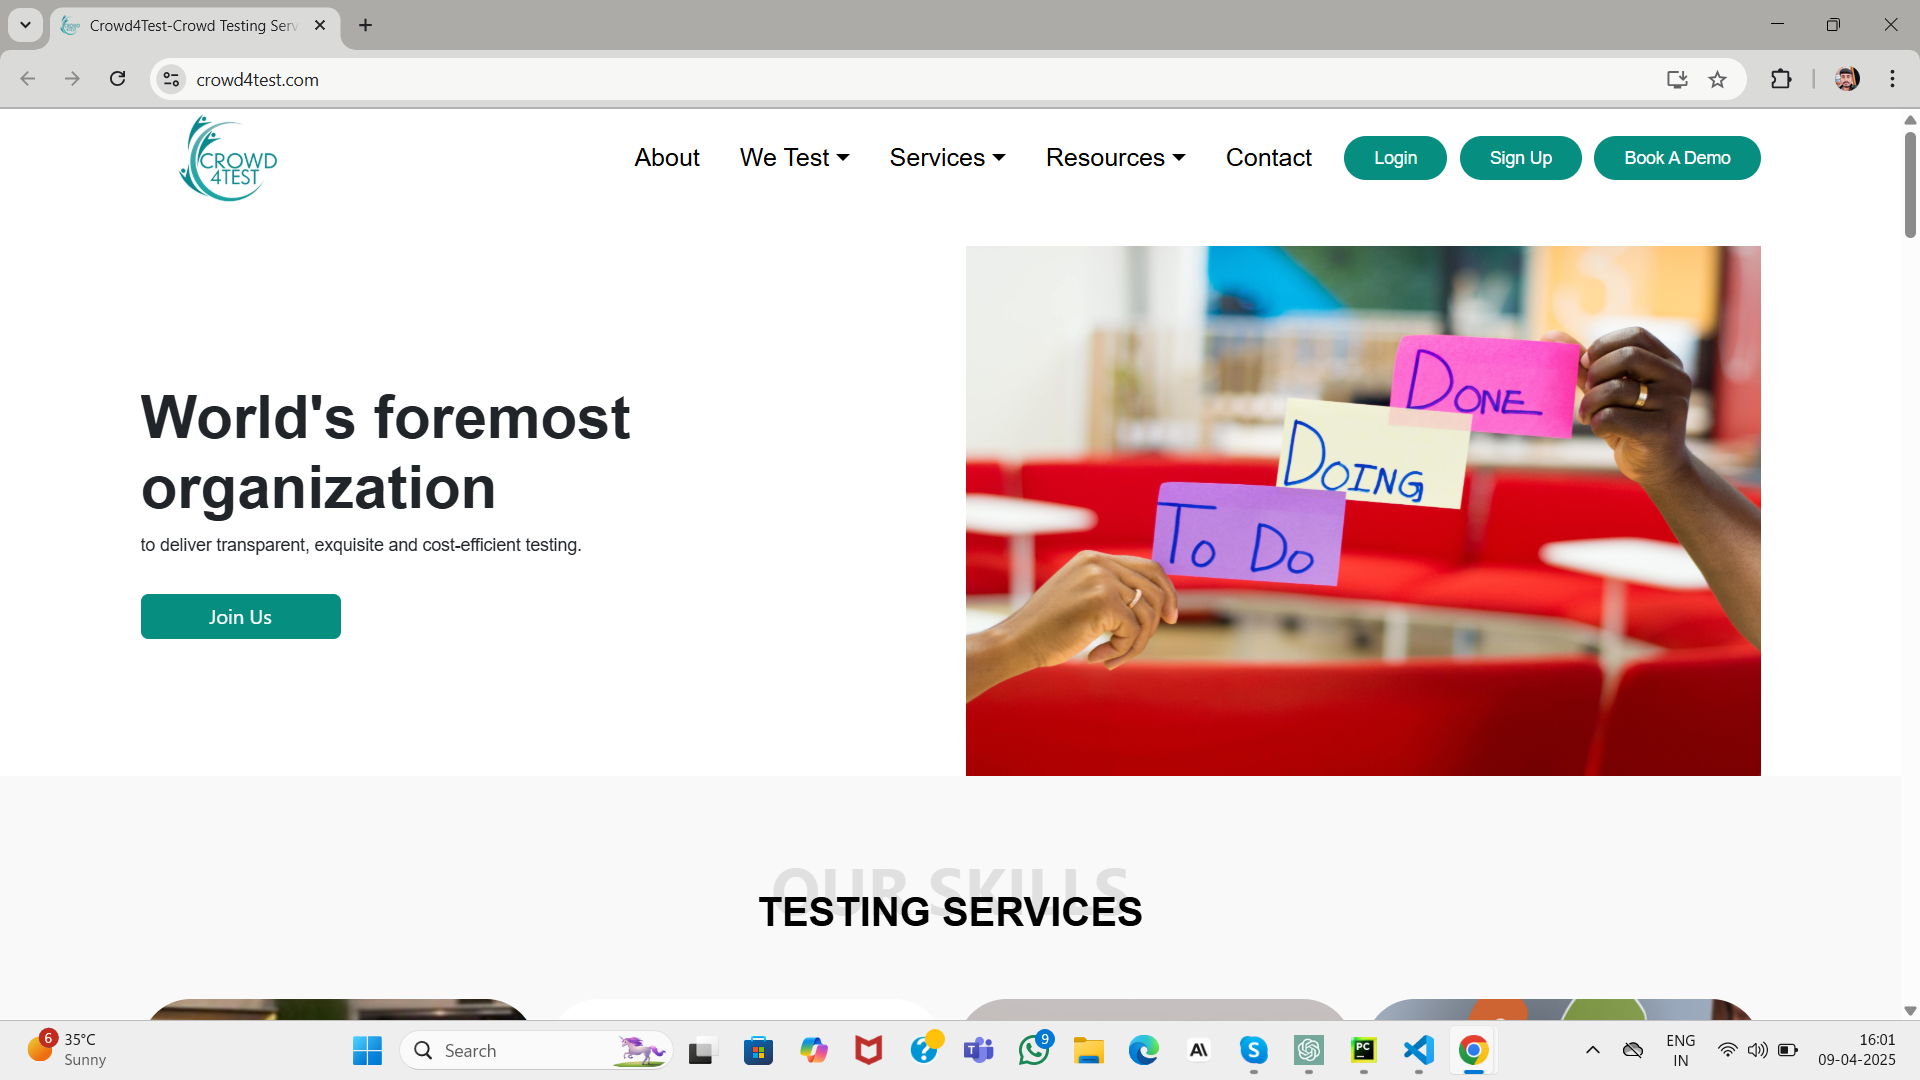 Crowd4Test-Crowd Testing Serv
crowd4test.com
CROWD
4TEST
About
We Test
Services
Resources
Contact
Login
Sign Up
Book A Demo
World's foremost
organization
to deliver transparent, exquisite and cost-efficient testing.
Join Us
DONE
DOING
TO DO
OUR SKILLS
TESTING SERVICES
6
35°C
Sunny
Search
9
PC
ENG
IN
16:01
09-04-2025